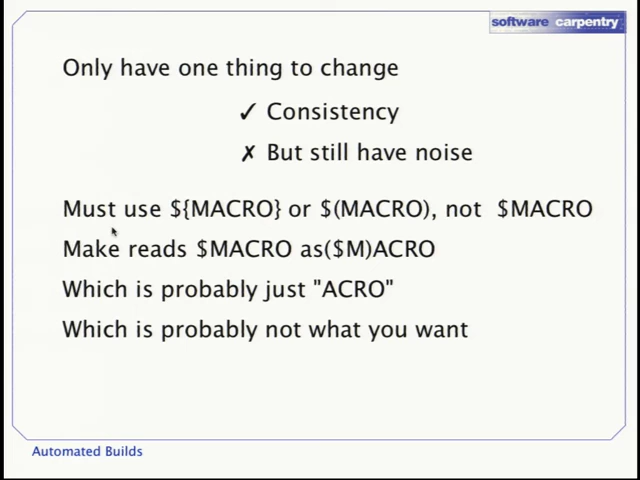 software carpentry
Only have one thing to change
✓ Consistency
✗ But still have noise
Must use ${MACRO} or $(MACRO), not $MACRO
Make reads $MACRO as($M)ACRO
Which is probably just "ACRO"
Which is probably not what you want
Automated Builds